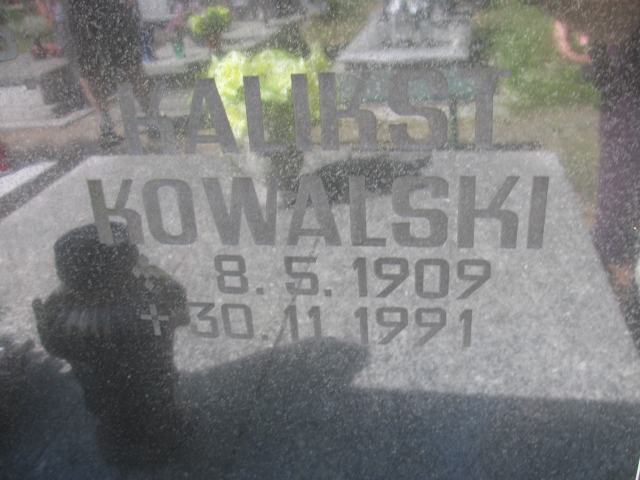 KALIKST
KOWALSKI
* 8. 5. 1909
+ 30. 11. 1991